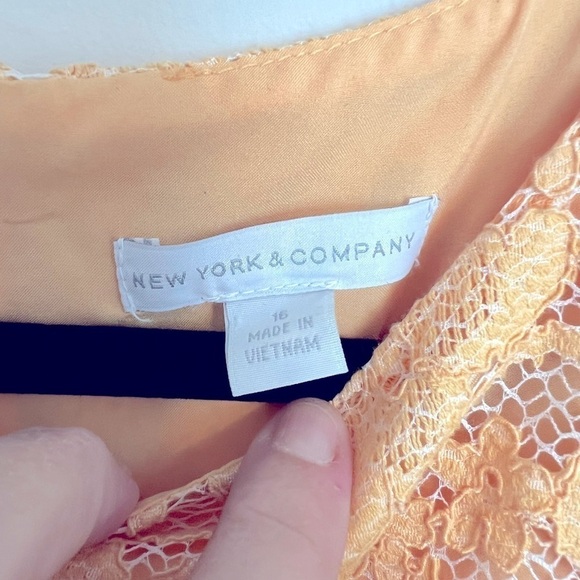 NEW YORK & COMPANY
16
MADE IN
VIETNAM